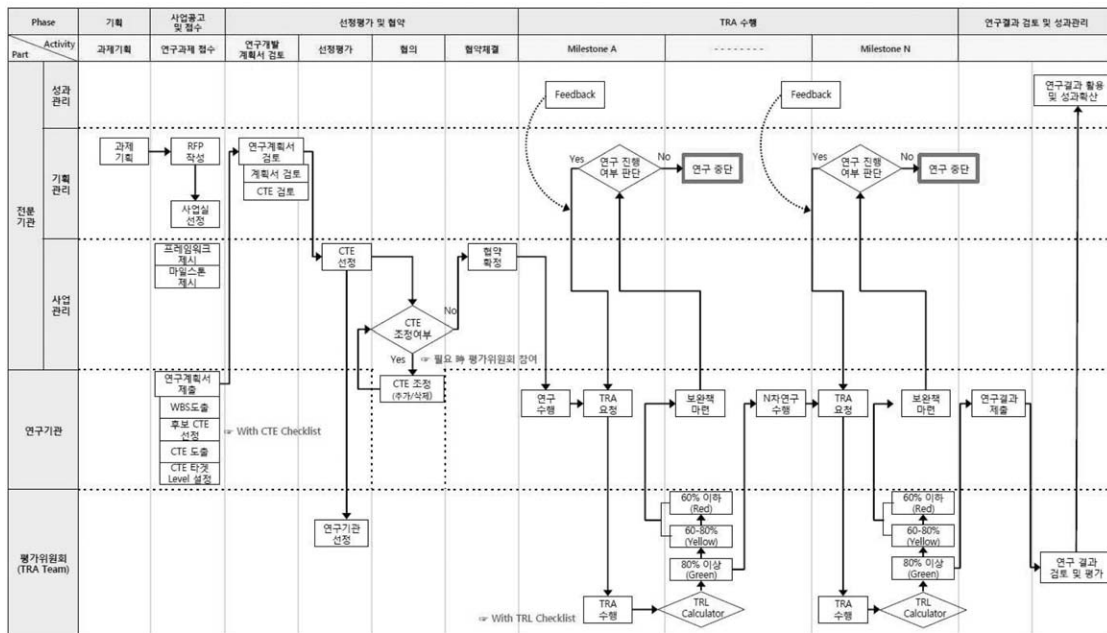 Phase
기획
사업공고
및 접수
선정평가 및 협약
TRA 수행
연구결과 검토 및 성과관리
Activity
Part
과제기획
연구과제 접수
연구개발
계획서 검토
선정평가
협의
협약체결
Milestone A
- - - - - - - -
Milestone N
전문
기관
성과
관리
Feedback
Feedback
연구결과 활용
및 성과확산
기획
관리
과제
기획
RFP
작성
사업실
선정
연구계획서
검토
계획서 검토
CTE 검토
Yes
연구 진행
여부 판단
No
연구 중단
Yes
연구 진행
여부 판단
No
연구 중단
사업
관리
프레임워크
제시
마일스톤
제시
CTE
선정
협약
확정
No
CTE
조정여부
Yes
☞ 필요 時 평가위원회 참여
연구기관
연구계획서
제출
WBS도출
후보 CTE
선정
CTE 도출
CTE 타겟
Level 설정
☞ With CTE Checklist
CTE 조정
(추가/삭제)
연구
수행
TRA
요청
보완책
마련
N차연구
수행
TRA
요청
보완책
마련
연구결과
제출
평가위원회
(TRA Team)
연구기관
선정
60% 이하
(Red)
60-80%
(Yellow)
80% 이상
(Green)
☞ With TRL Checklist
TRA
수행
TRL
Calculator
60% 이하
(Red)
60-80%
(Yellow)
80% 이상
(Green)
TRA
수행
TRL
Calculator
연구 결과
검토 및 평가